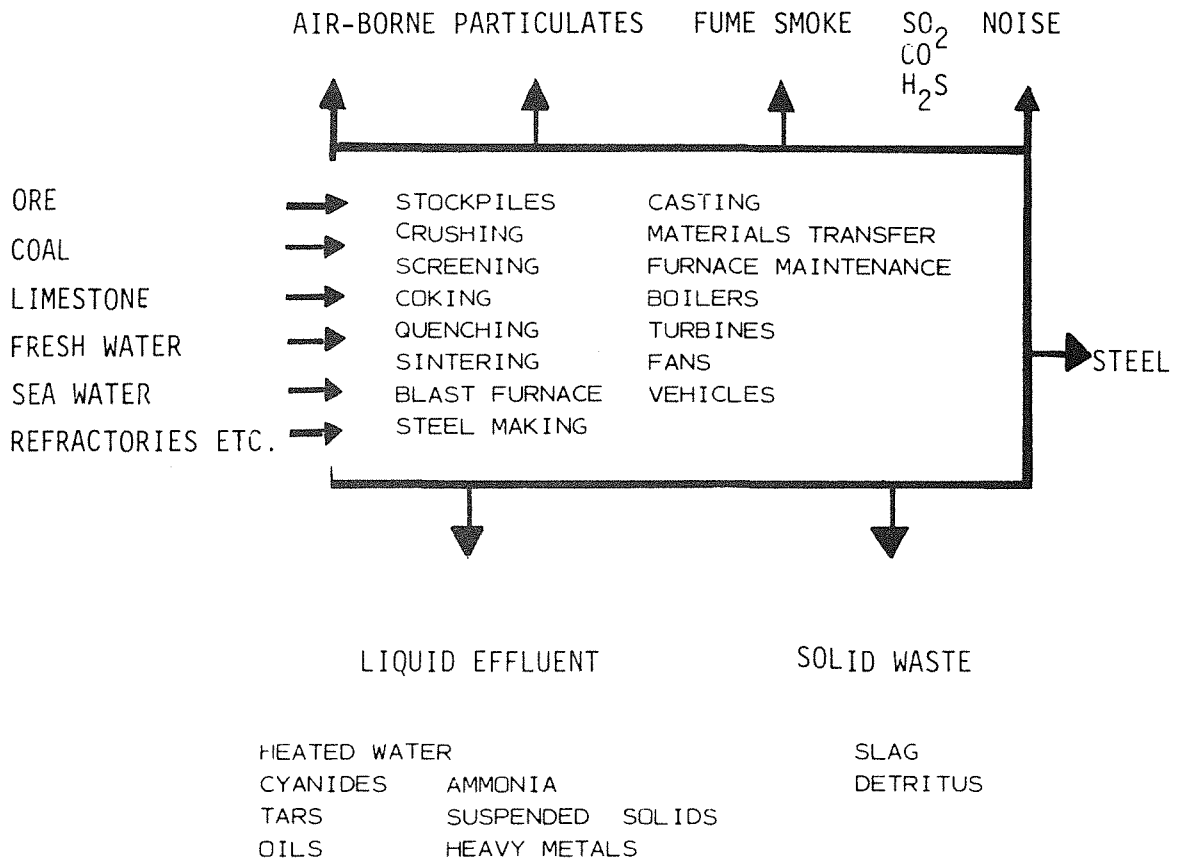 AIR-BORNE PARTICULATES FUME SMOKE SO2 NOISE
CO2
H2S
ORE
COAL
LIMESTONE
FRESH WATER
SEA WATER
REFRACTORIES ETC.
STOCKPILES
CRUSHING
SCREENING
COKING
QUENCHING
SINTERING
BLAST FURNACE
STEEL MAKING
CASTING
MATERIALS TRANSFER
FURNACE MAINTENANCE
BOILERS
TURBINES
FANS
VEHICLES
STEEL
LIQUID EFFLUENT
HEATED WATER
CYANIDES AMMONIA
TARS SUSPENDED SOLIDS
OILS HEAVY METALS
SOLID WASTE
SLAG
DETRITUS